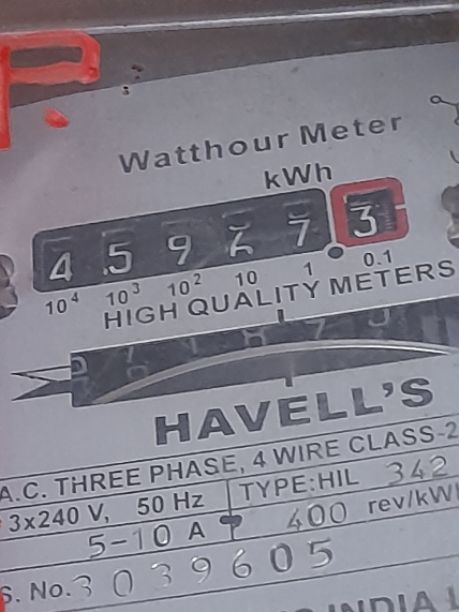 R.
Watthour Meter
kWh
4 5 9 7 3
10⁴ 10³ 10² 10 1 0.1
HIGH QUALITY METERS
HAVELL'S
A.C. THREE PHASE, 4 WIRE CLASS-2
3x240 V, 50 Hz TYPE:HIL 342
5-10 A 400 rev/kW
S. No. 3039605
INDIA